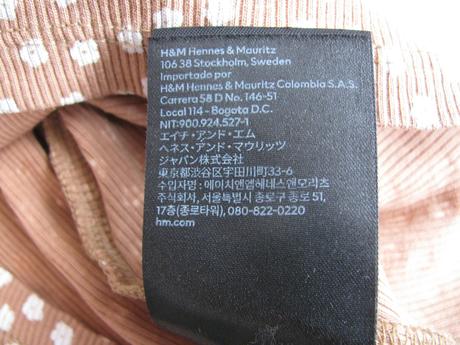 H&M Hennes & Mauritz
106 38 Stockholm, Sweden
Importado por
H&M Hennes & Mauritz Colombia S.A.S.
Carrera 58 D No. 146-51
Local 114 - Bogota D.C.
NIT: 900.924.527-1
エイチ・アンド・エム
ヘネス・アンド・マウリッツ
ジャパン株式会社
東京都渋谷区宇田川町33-6
수입자명 : 에이치앤엠헤네스앤모리츠
주식회사, 서울특별시 종로구 종로 51,
17층(종로타워), 080-822-0220
hm.com